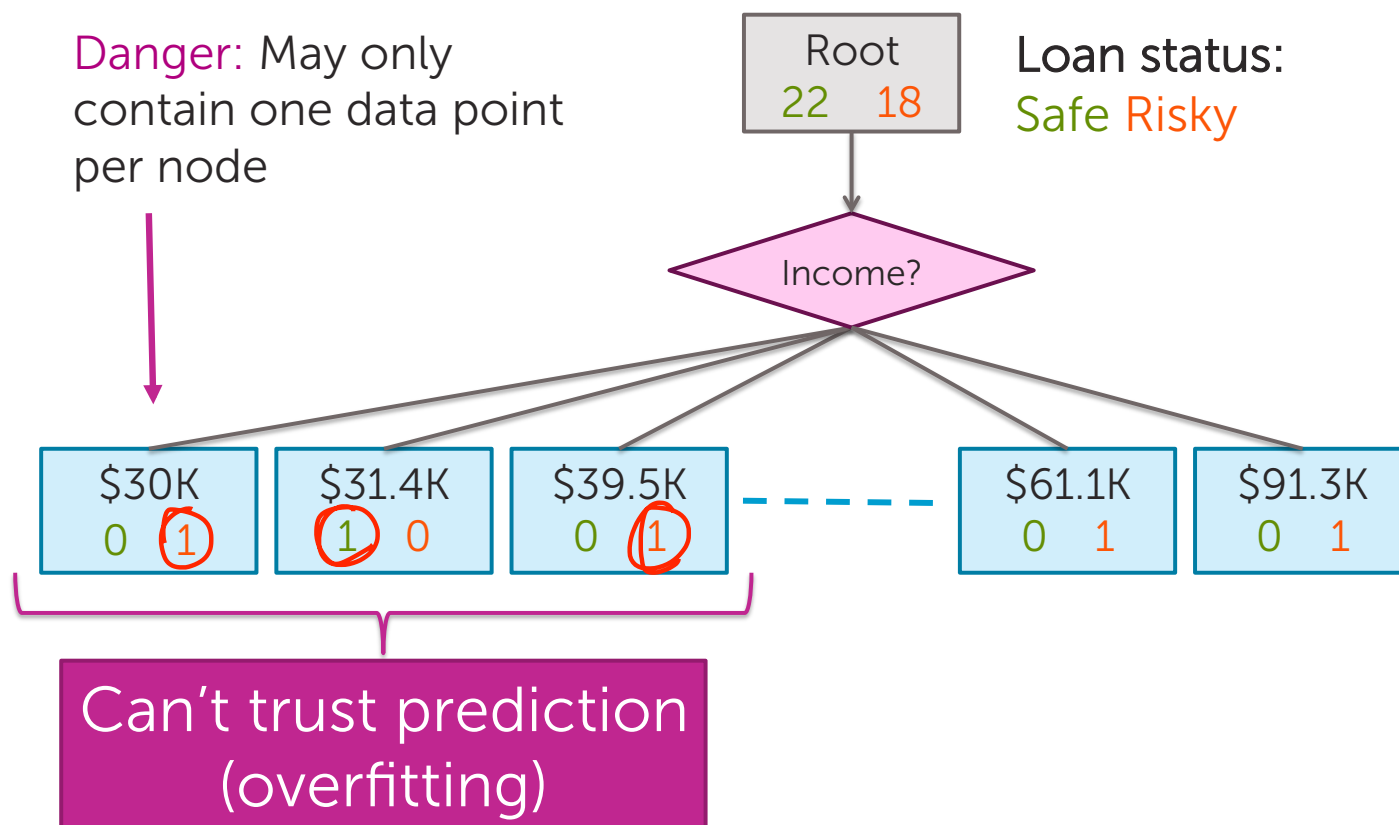 Danger: May only
contain one data point
per node
Root
22 18
Loan status:
Safe Risky
Income?
$30K
0 1
$31.4K
1 0
$39.5K
0 1
$61.1K
0 1
$91.3K
0 1
Can't trust prediction
(overfitting)